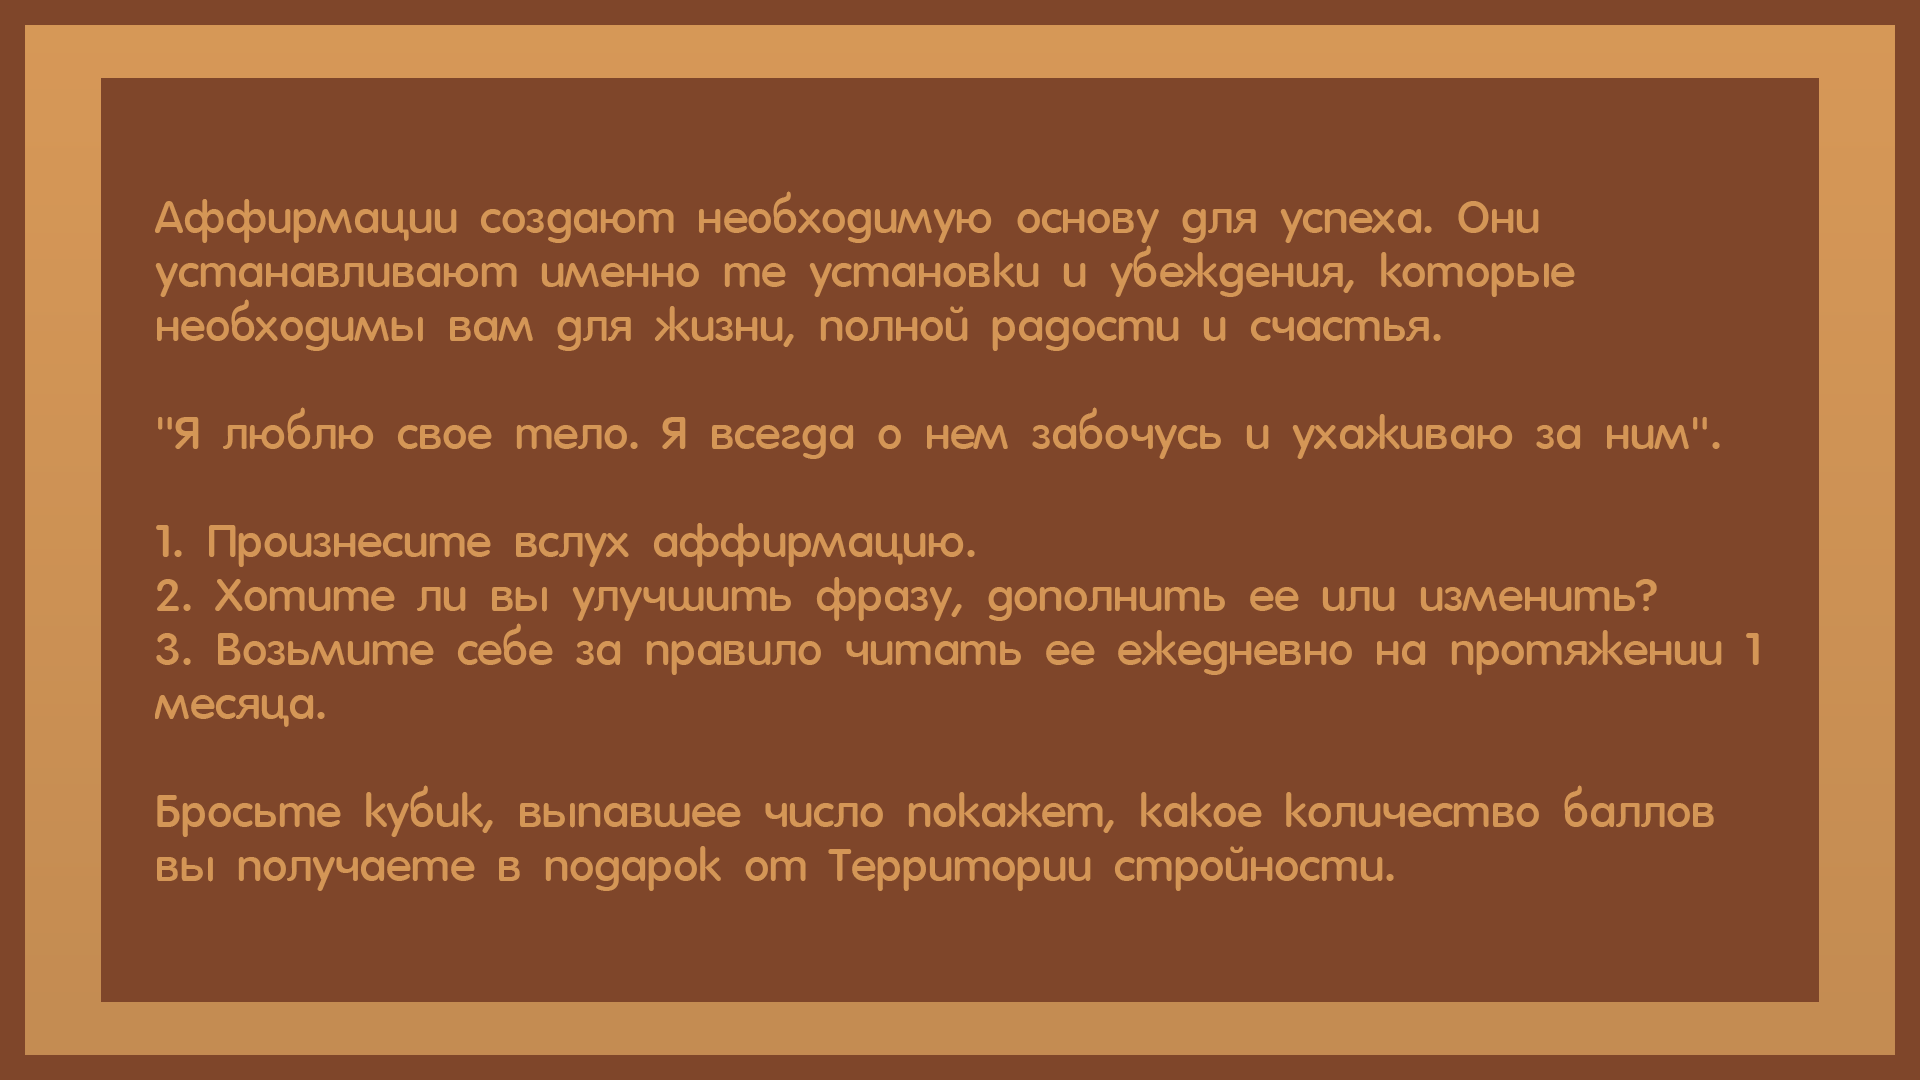 Аффирмации создают необходимую основу для успеха. Они
устанавливают именно те установки и убеждения, которые
необходимы вам для жизни, полной радости и счастья.
"Я люблю свое тело. Я всегда о нем забочусь и ухаживаю за ним".
1. Произнесите вслух аффирмацию.
2. Хотите ли вы улучшить фразу, дополнить ее или изменить?
3. Возьмите себе за правило читать ее ежедневно на протяжении 1
месяца.
Бросьте кубик, выпавшее число покажет, какое количество баллов
вы получаете в подарок от Территории стройности.